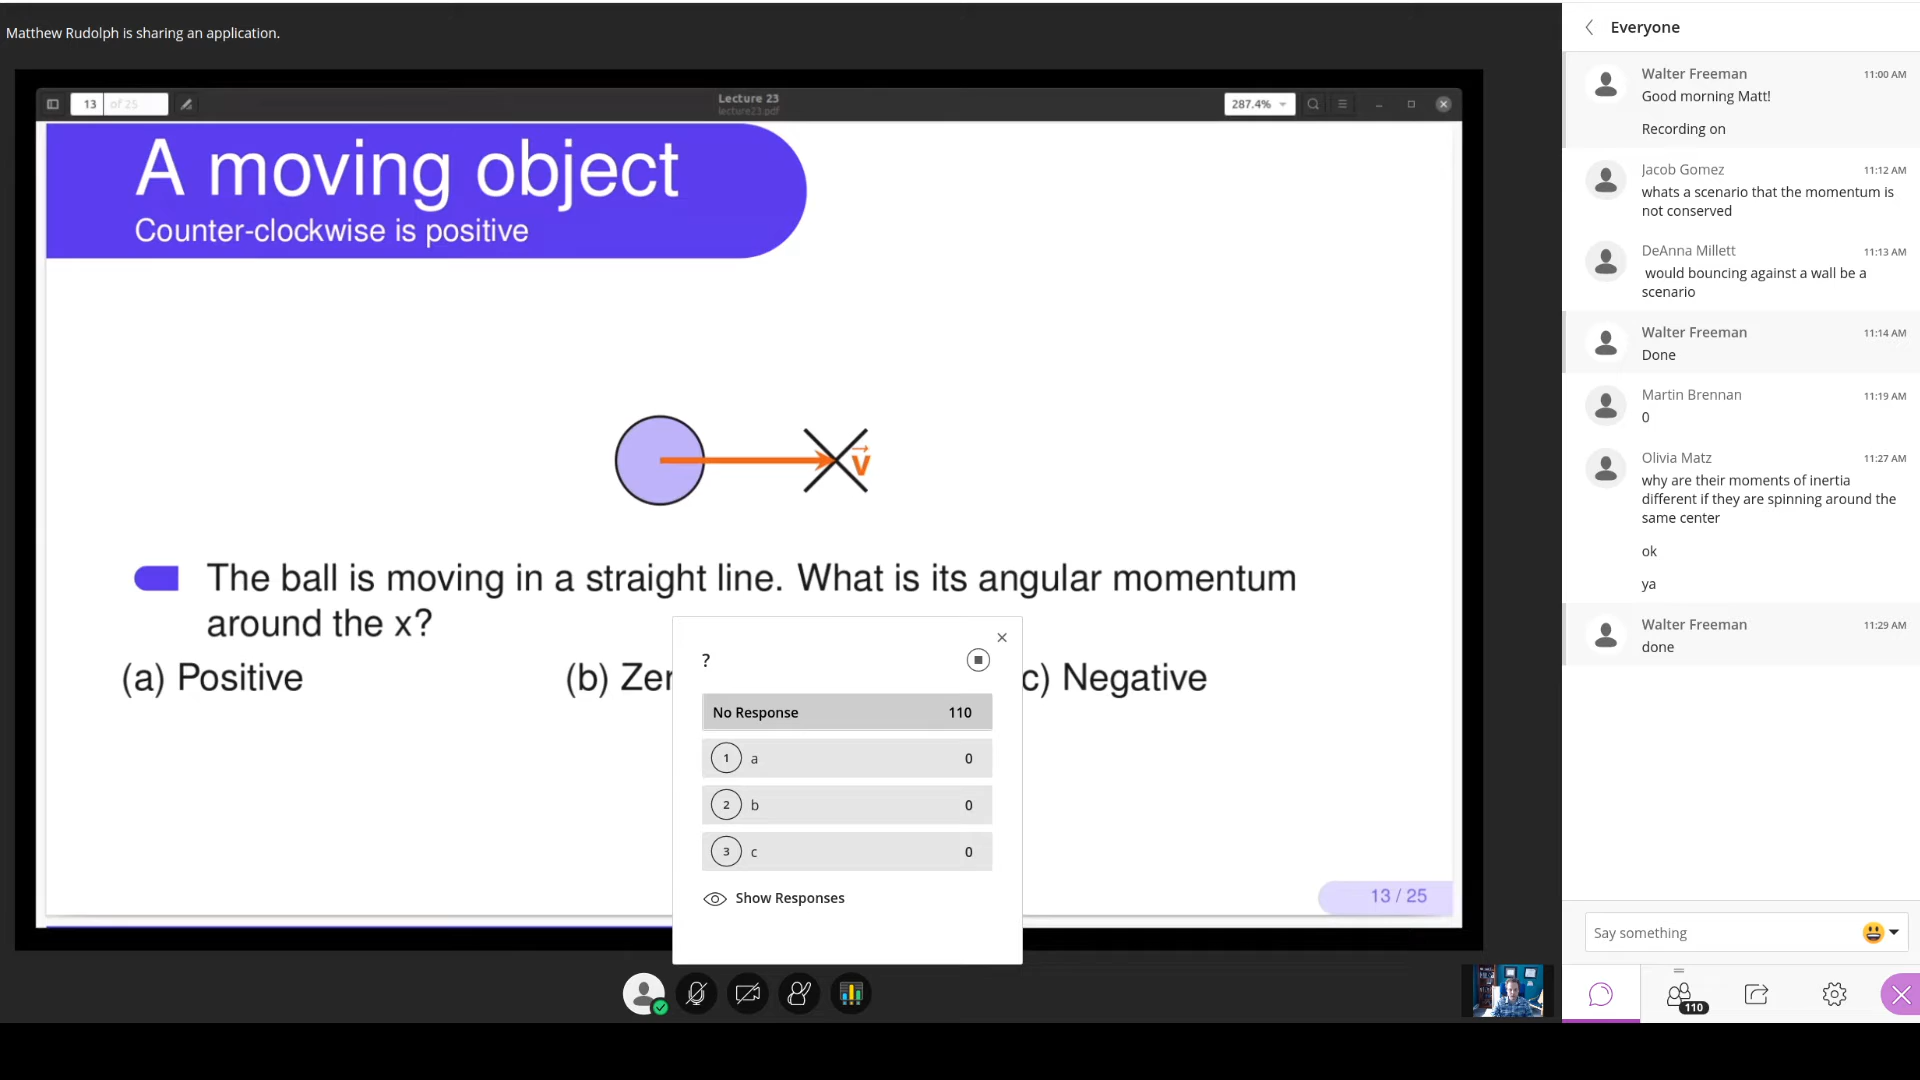 Matthew Rudolph is sharing an application.
13 of 25
Lecture 23
lecture23.pdf
287.4%
A moving object
Counter-clockwise is positive
v
The ball is moving in a straight line. What is its angular momentum
around the x?
(a) Positive
(b) Zer
c) Negative
?
No Response 110
1 a 0
2 b 0
3 c 0
Show Responses
13 / 25
Everyone
Walter Freeman 11:00 AM
Good morning Matt!
Recording on
Jacob Gomez 11:12 AM
whats a scenario that the momentum is
not conserved
DeAnna Millett 11:13 AM
would bouncing against a wall be a
scenario
Walter Freeman 11:14 AM
Done
Martin Brennan 11:19 AM
0
Olivia Matz 11:27 AM
why are their moments of inertia
different if they are spinning around the
same center
ok
ya
Walter Freeman 11:29 AM
done
Say something
110